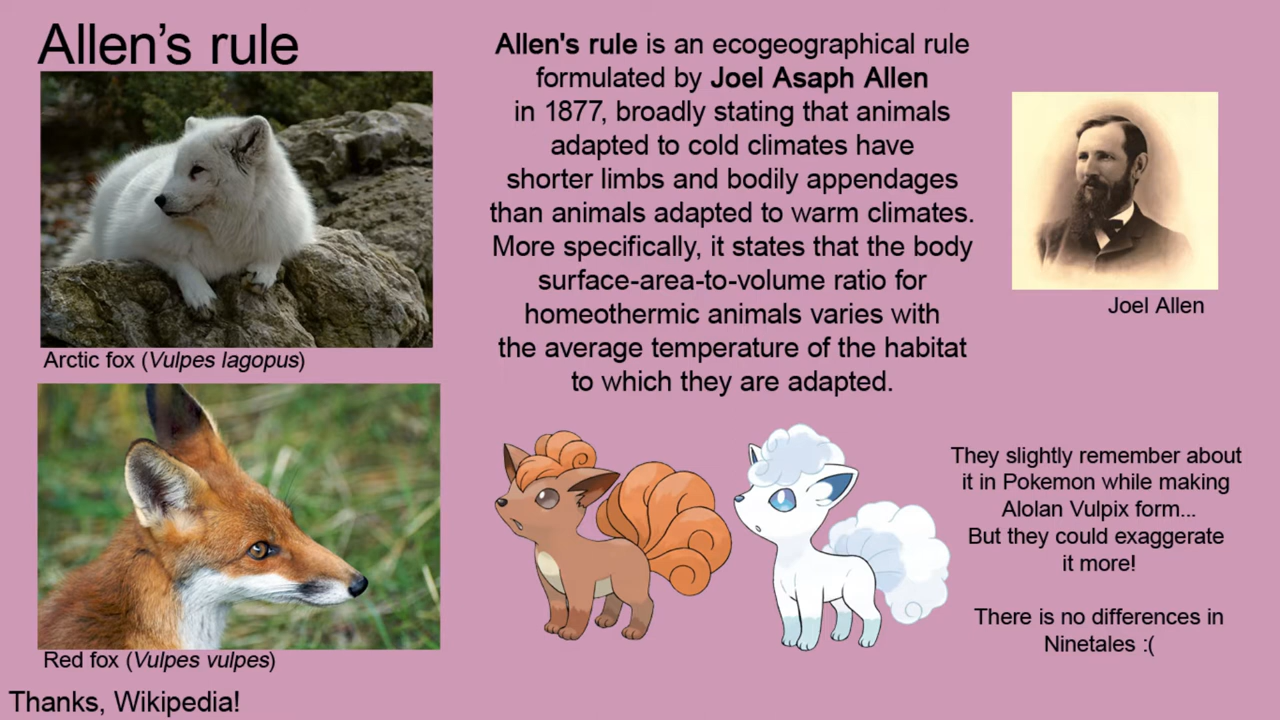 Allen's rule
Arctic fox (Vulpes lagopus)
Red fox (Vulpes vulpes)
Thanks, Wikipedia!
Allen's rule is an ecogeographical rule
formulated by Joel Asaph Allen
in 1877, broadly stating that animals
adapted to cold climates have
shorter limbs and bodily appendages
than animals adapted to warm climates.
More specifically, it states that the body
surface-area-to-volume ratio for
homeothermic animals varies with
the average temperature of the habitat
to which they are adapted.
Joel Allen
They slightly remember about
it in Pokemon while making
Alolan Vulpix form...
But they could exaggerate
it more!
There is no differences in
Ninetales :(